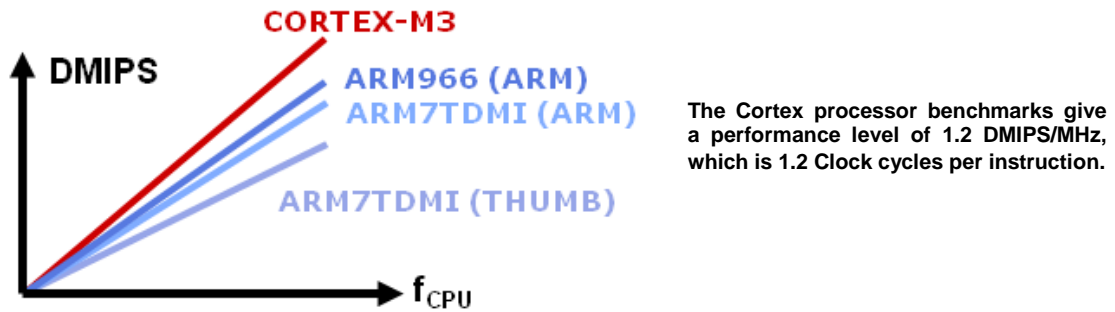 CORTEX-M3
DMIPS
ARM966 (ARM)
ARM7TDMI (ARM)
ARM7TDMI (THUMB)
fCPU
The Cortex processor benchmarks give
a performance level of 1.2 DMIPS/MHz,
which is 1.2 Clock cycles per instruction.